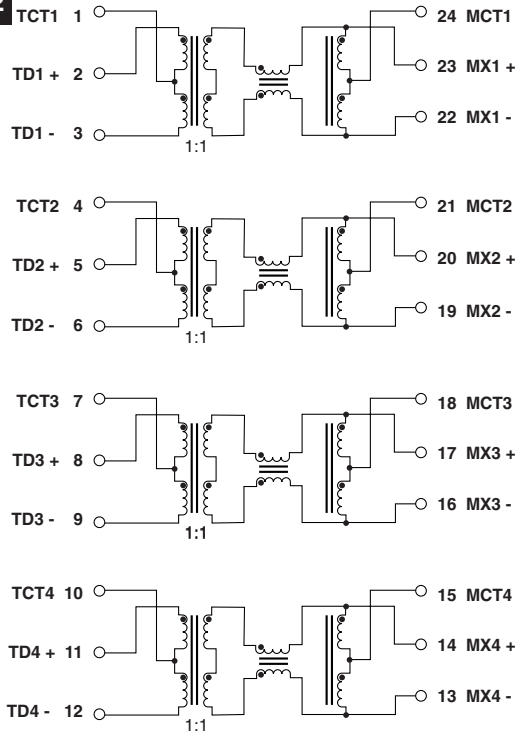 TCT1 1
24 MCT1
TD1 + 2
23 MX1 +
TD1 - 3
22 MX1 -
1:1
TCT2 4
21 MCT2
TD2 + 5
20 MX2 +
TD2 - 6
19 MX2 -
1:1
TCT3 7
18 MCT3
TD3 + 8
17 MX3 +
TD3 - 9
16 MX3 -
1:1
TCT4 10
15 MCT4
TD4 + 11
14 MX4 +
TD4 - 12
13 MX4 -
1:1